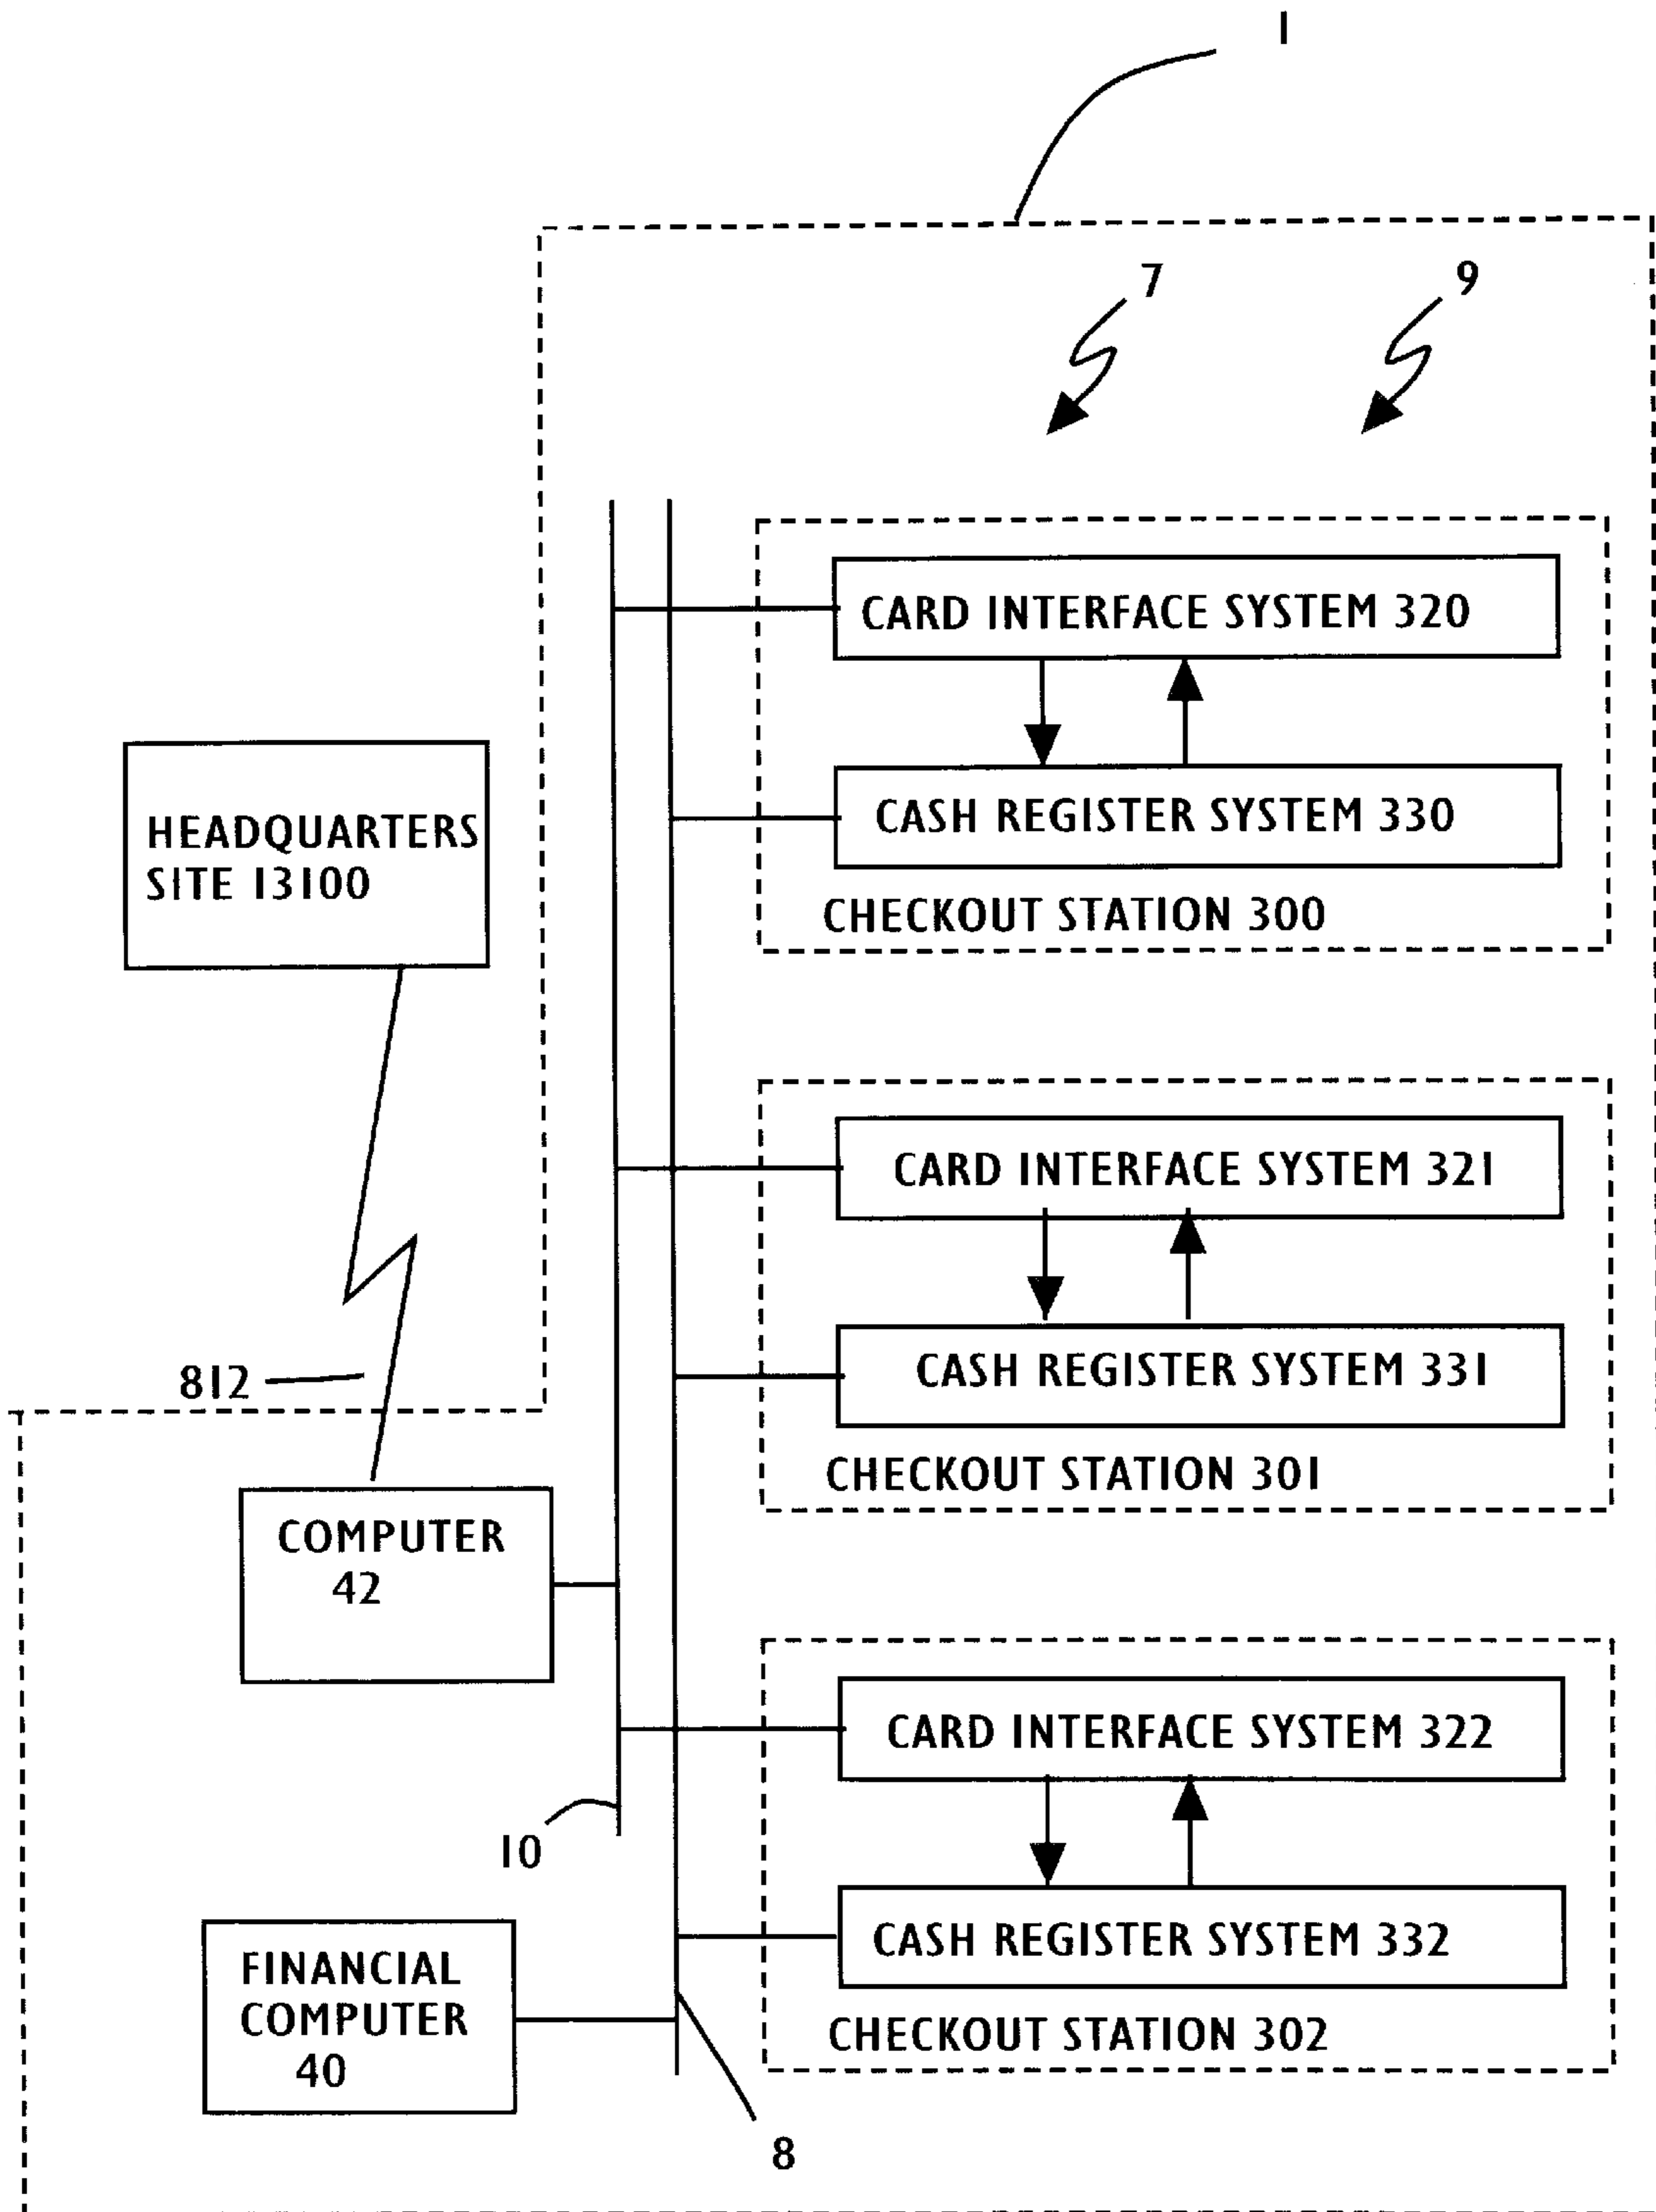 1
7
9
CARD INTERFACE SYSTEM 320
CASH REGISTER SYSTEM 330
CHECKOUT STATION 300
HEADQUARTERS
SITE 13100
CARD INTERFACE SYSTEM 321
CASH REGISTER SYSTEM 331
CHECKOUT STATION 301
812
COMPUTER
42
CARD INTERFACE SYSTEM 322
CASH REGISTER SYSTEM 332
CHECKOUT STATION 302
10
FINANCIAL
COMPUTER
40
8